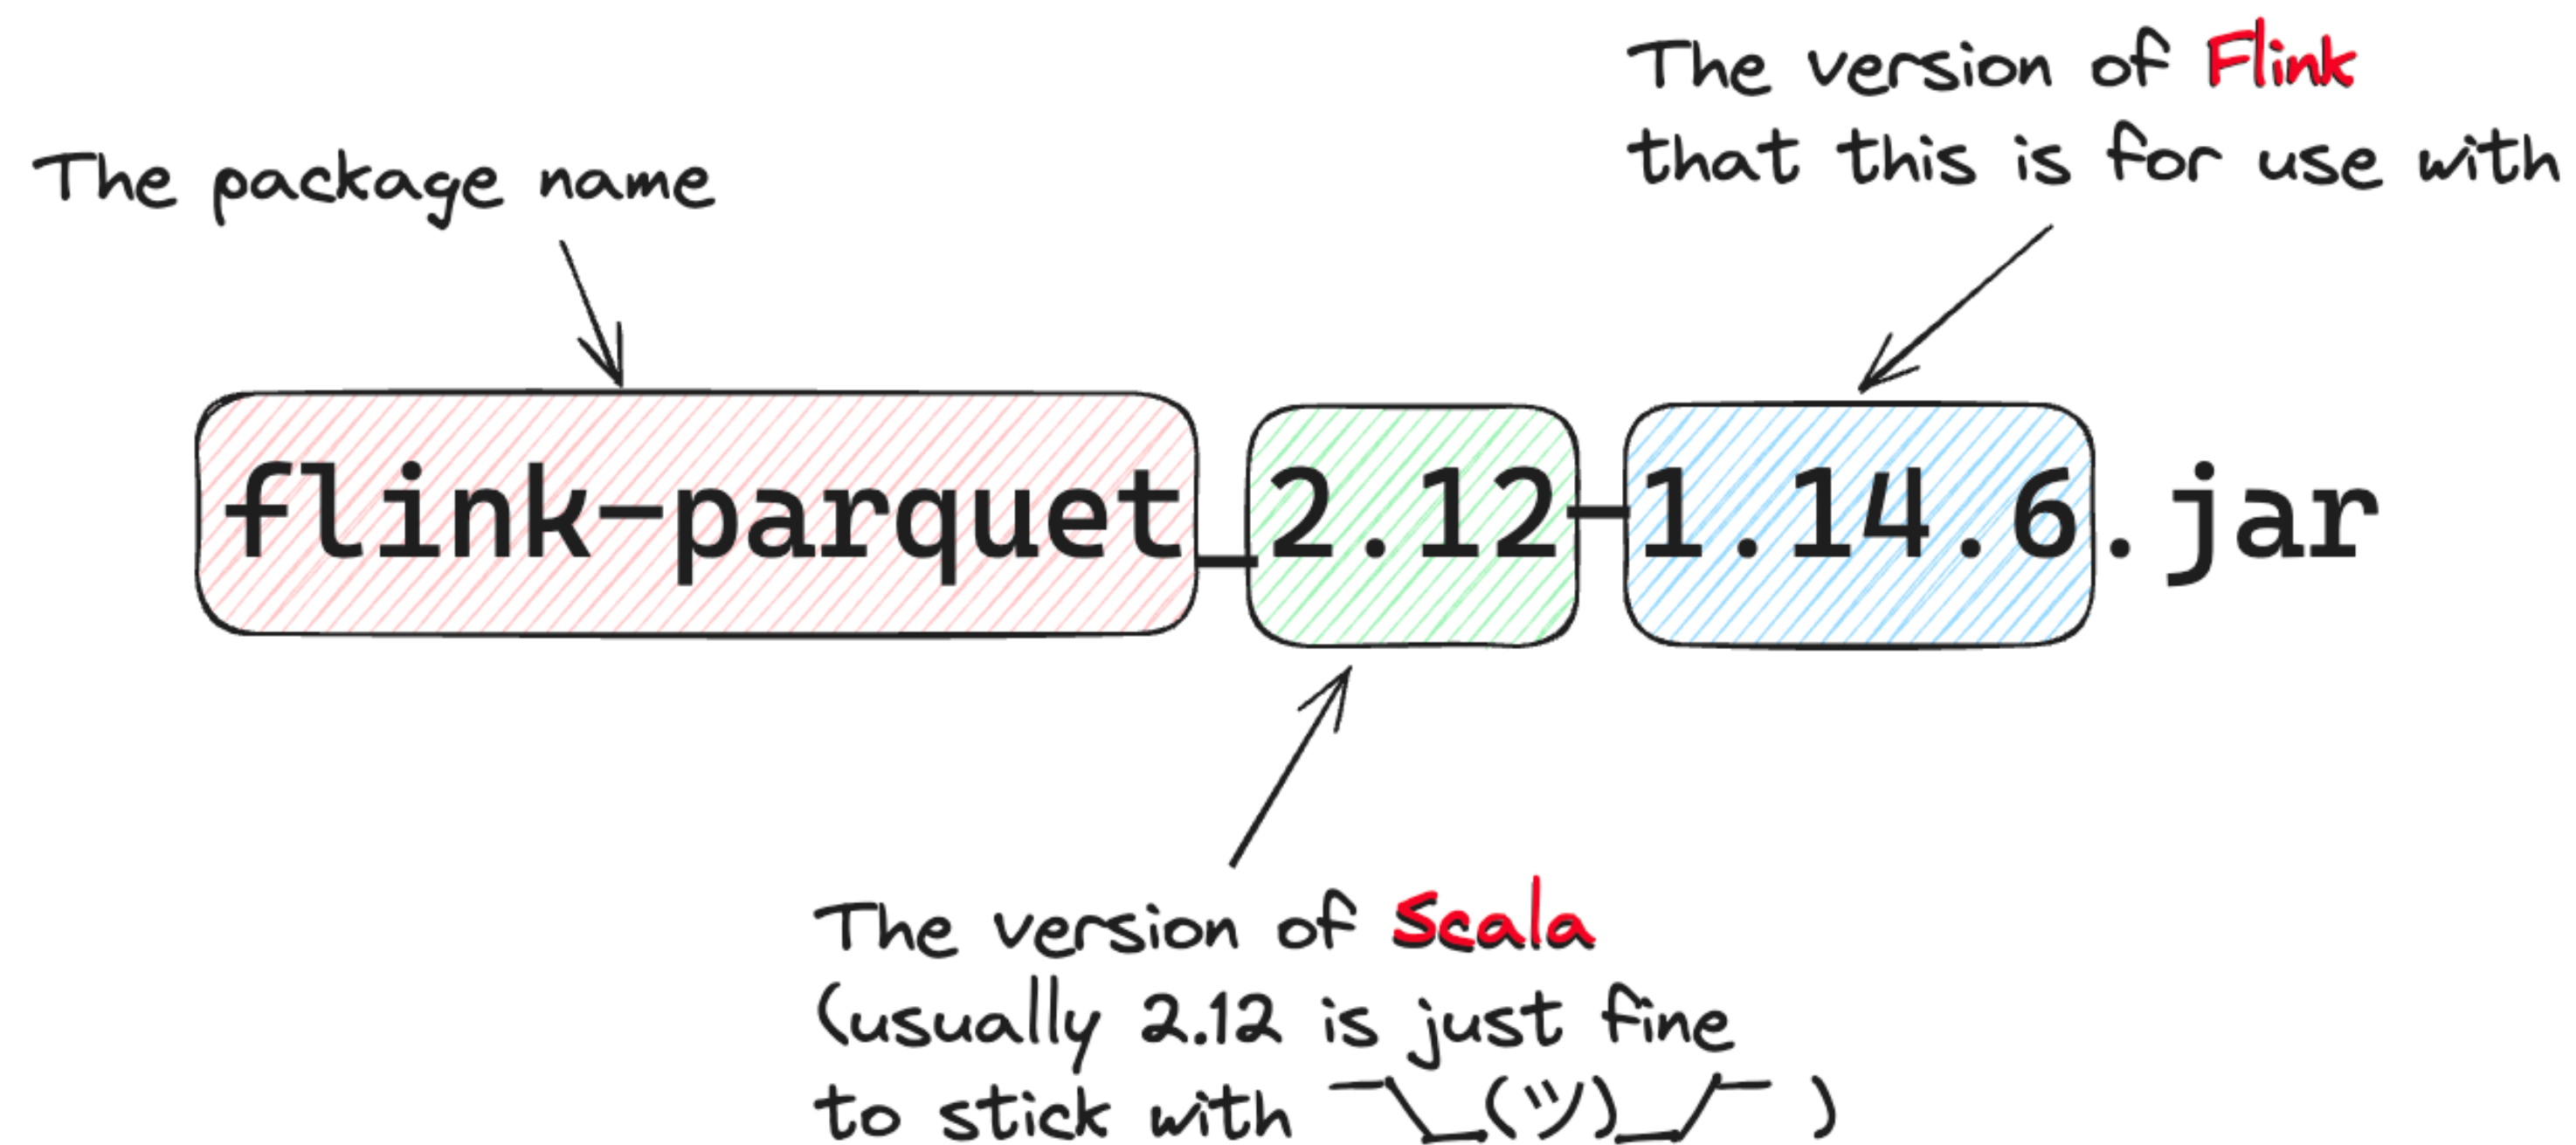 The version of Flink
that this is for use with
The package name
flink-parquet_2.12-1.14.6.jar
The version of Scala
(usually 2.12 is just fine
to stick with ¯\_(ツ)_/¯ )